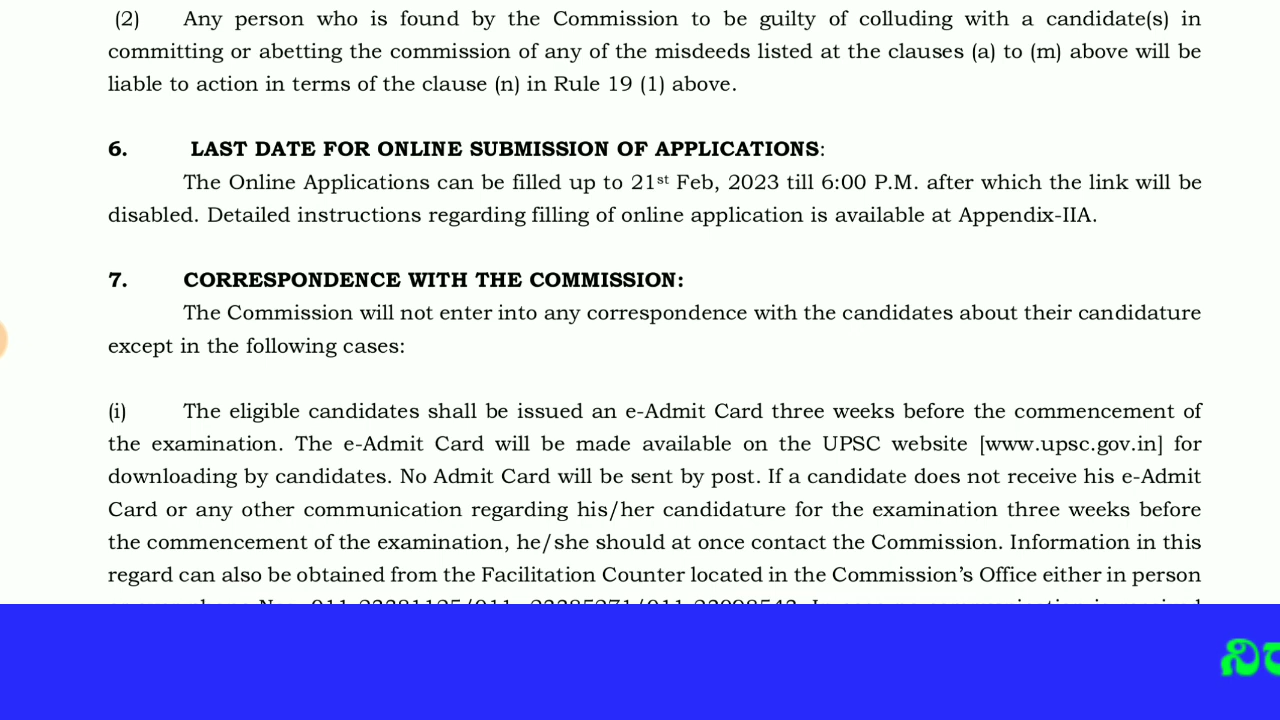 (2) Any person who is found by the Commission to be guilty of colluding with a candidate(s) in
committing or abetting the commission of any of the misdeeds listed at the clauses (a) to (m) above will be
liable to action in terms of the clause (n) in Rule 19 (1) above.
6. LAST DATE FOR ONLINE SUBMISSION OF APPLICATIONS:
The Online Applications can be filled up to 21st Feb, 2023 till 6:00 P.M. after which the link will be
disabled. Detailed instructions regarding filling of online application is available at Appendix-IIA.
7. CORRESPONDENCE WITH THE COMMISSION:
The Commission will not enter into any correspondence with the candidates about their candidature
except in the following cases:
(i) The eligible candidates shall be issued an e-Admit Card three weeks before the commencement of
the examination. The e-Admit Card will be made available on the UPSC website [www.upsc.gov.in] for
downloading by candidates. No Admit Card will be sent by post. If a candidate does not receive his e-Admit
Card or any other communication regarding his/her candidature for the examination three weeks before
the commencement of the examination, he/she should at once contact the Commission. Information in this
regard can also be obtained from the Facilitation Counter located in the Commission's Office either in person